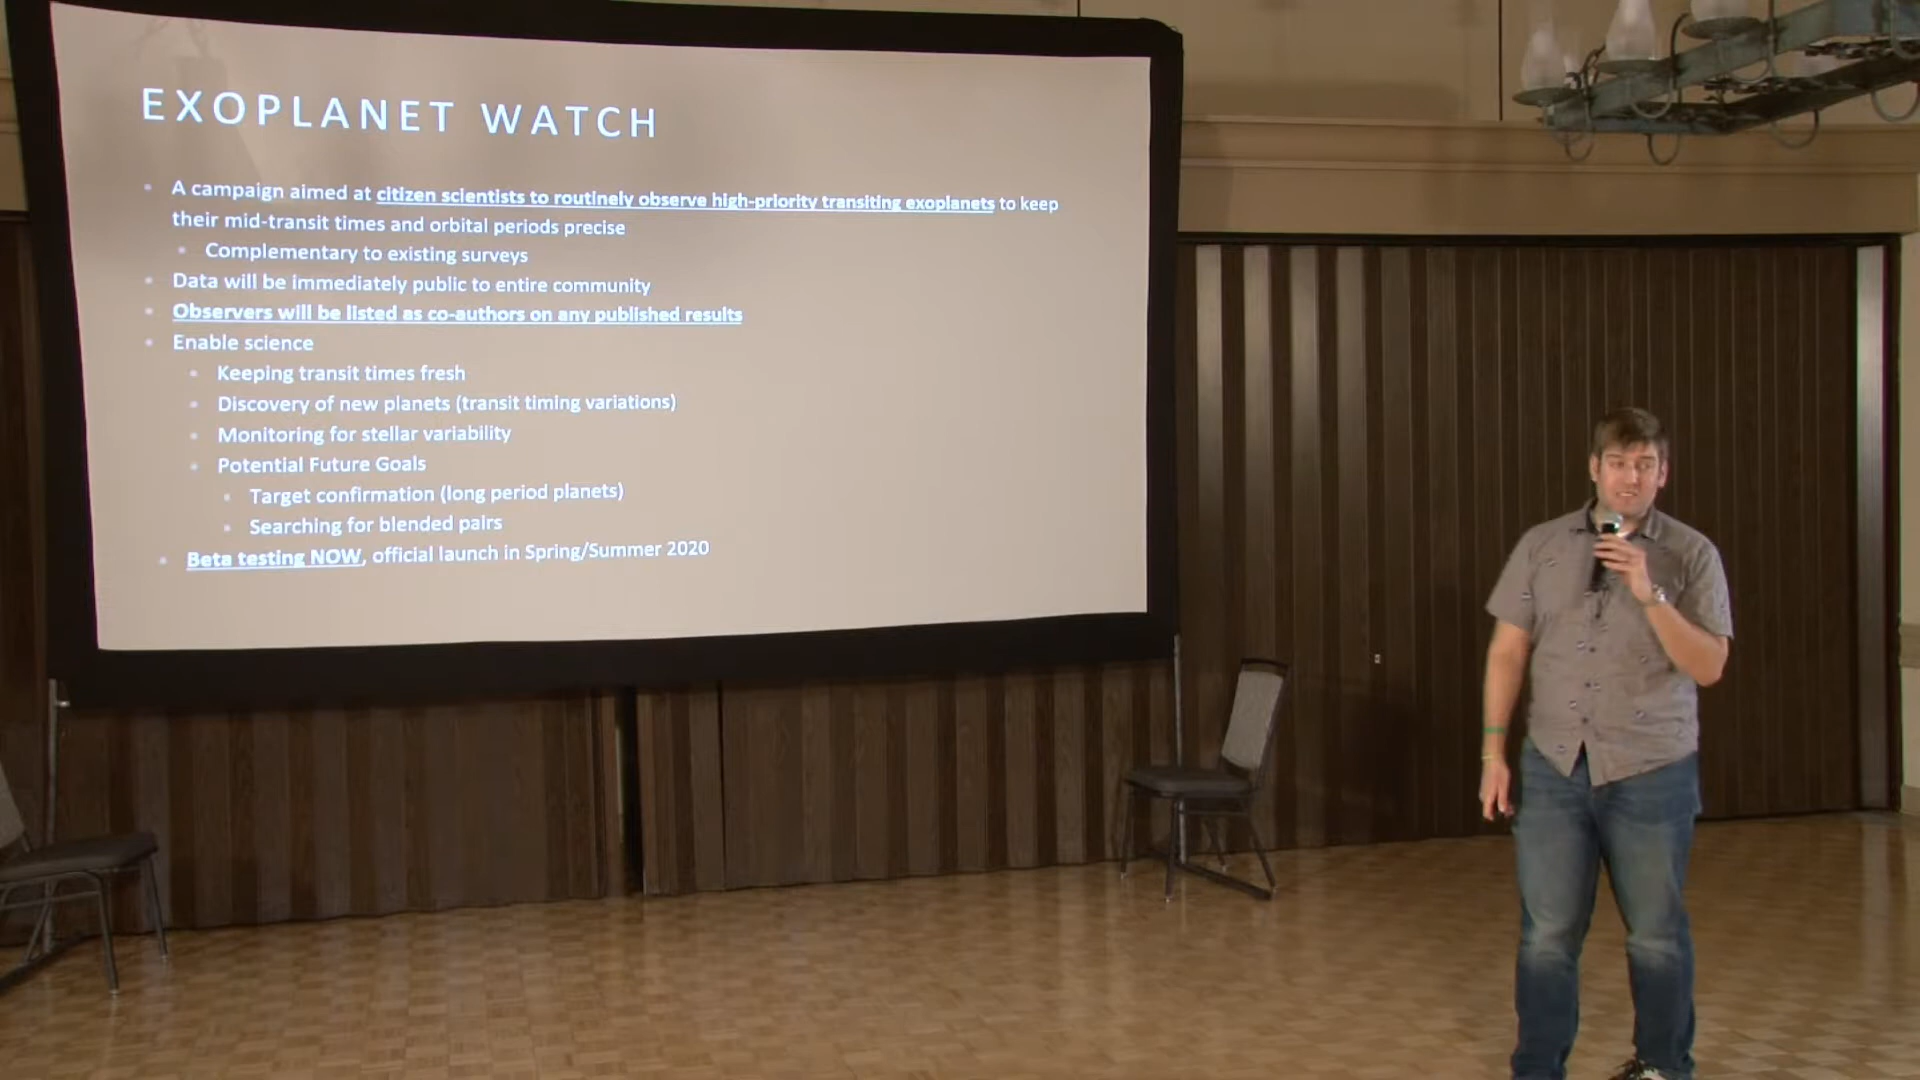 EXOPLANET WATCH
A campaign aimed at citizen scientists to routinely observe high-priority transiting exoplanets to keep
their mid-transit times and orbital periods precise
Complementary to existing surveys
Data will be immediately public to entire community
Observers will be listed as co-authors on any published results
Enable science
Keeping transit times fresh
Discovery of new planets (transit timing variations)
Monitoring for stellar variability
Potential Future Goals
Target confirmation (long period planets)
Searching for blended pairs
Beta testing NOW, official launch in Spring/Summer 2020